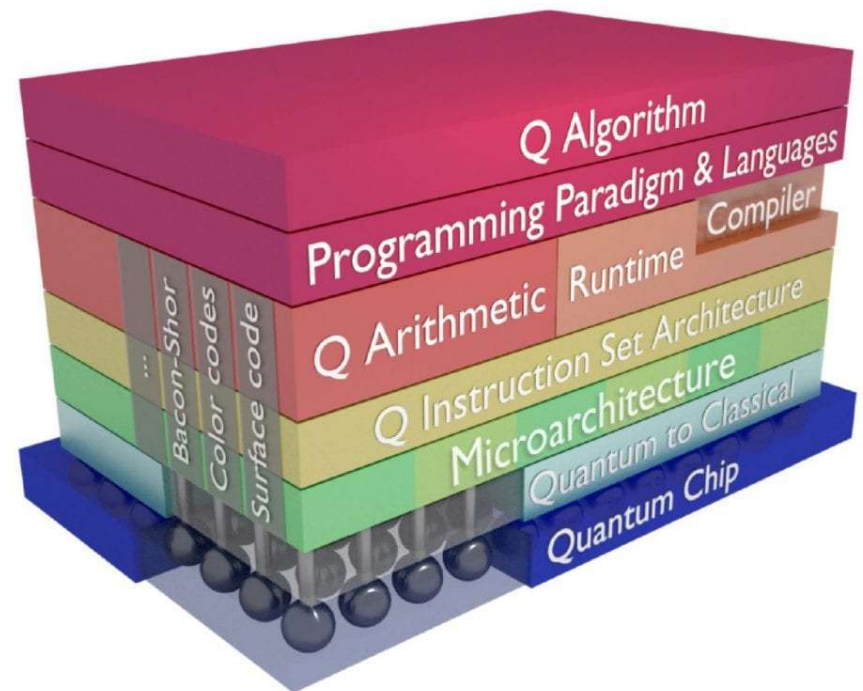 Q Algorithm
Programming Paradigm & Languages
Q Arithmetic
Runtime
Compiler
Q Instruction Set Architecture
Microarchitecture
Quantum to Classical
Quantum Chip
...
Bacon-Shor
Color codes
Surface code